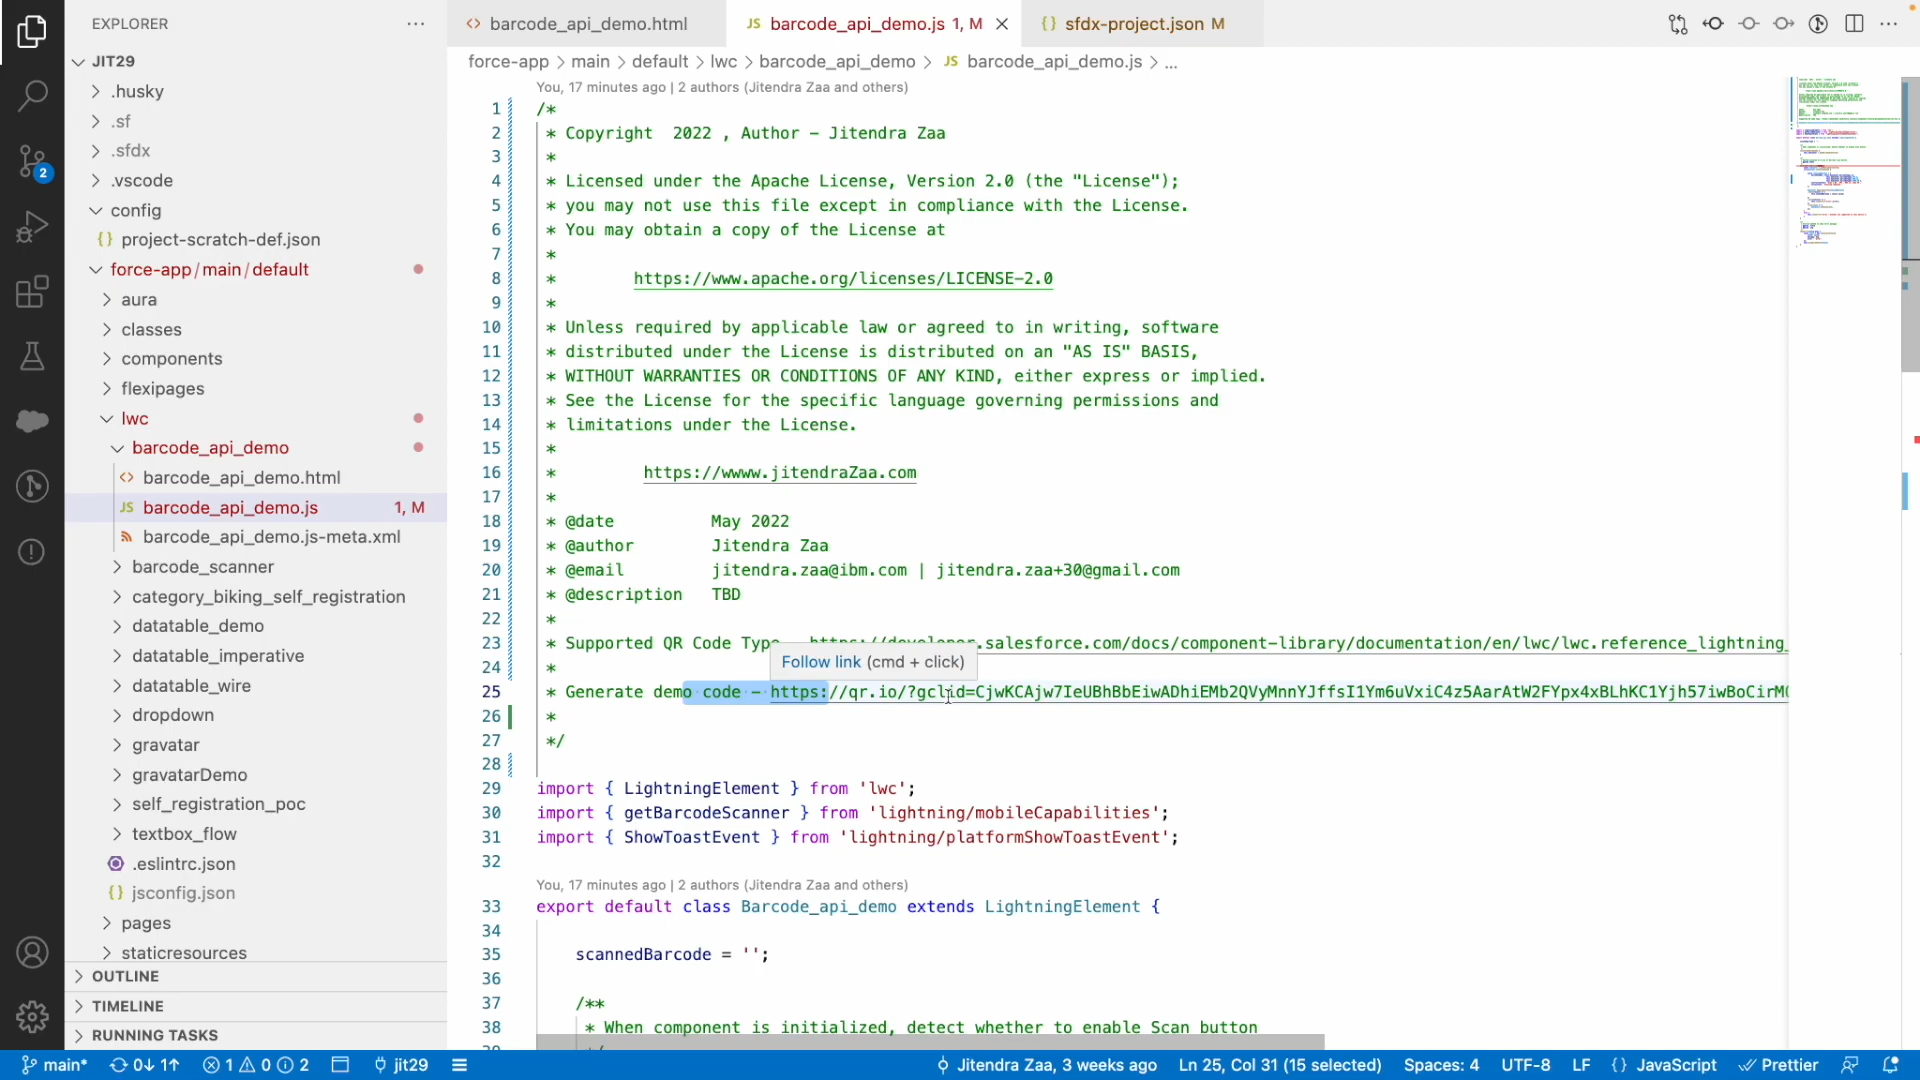 EXPLORER
JIT29
.husky
.sf
.sfdx
.vscode
config
{} project-scratch-def.json
force-app/main/default
aura
classes
components
flexipages
lwc
barcode_api_demo
<> barcode_api_demo.html
JS barcode_api_demo.js 1, M
barcode_api_demo.js-meta.xml
barcode_scanner
category_biking_self_registration
datatable_demo
datatable_imperative
datatable_wire
dropdown
gravatar
gravatarDemo
self_registration_poc
textbox_flow
.eslintrc.json
{} jsconfig.json
pages
staticresources
OUTLINE
TIMELINE
RUNNING TASKS
2
<> barcode_api_demo.html
JS barcode_api_demo.js 1, M
{} sfdx-project.json M
force-app > main > default > lwc > barcode_api_demo > JS barcode_api_demo.js > ...
You, 17 minutes ago | 2 authors (Jitendra Zaa and others)
1 /*
2 * Copyright  2022 , Author – Jitendra Zaa
3 *
4 * Licensed under the Apache License, Version 2.0 (the "License");
5 * you may not use this file except in compliance with the License.
6 * You may obtain a copy of the License at
7 *
8 * https://www.apache.org/licenses/LICENSE-2.0
9 *
10 * Unless required by applicable law or agreed to in writing, software
11 * distributed under the License is distributed on an "AS IS" BASIS,
12 * WITHOUT WARRANTIES OR CONDITIONS OF ANY KIND, either express or implied.
13 * See the License for the specific language governing permissions and
14 * limitations under the License.
15 *
16 * https://wwww.jitendraZaa.com
17 *
18 * @date May 2022
19 * @author Jitendra Zaa
20 * @email jitendra.zaa@ibm.com | jitendra.zaa+30@gmail.com
21 * @description TBD
22 *
23 * Supported QR Code Type https://developer.salesforce.com/docs/component-library/documentation/en/lwc/lwc.reference_lightning_
Follow link (cmd + click)
24 *
25 * Generate demo code – https://qr.io/?gclid=CjwKCAjw7IeUBhBbEiwADhiEMb2QVyMnnYJffsI1Ym6uVxiC4z5AarAtW2FYpx4xBLhKC1Yjh57iwBoCirM
26 *
27 */
28
29 import { LightningElement } from 'lwc';
30 import { getBarcodeScanner } from 'lightning/mobileCapabilities';
31 import { ShowToastEvent } from 'lightning/platformShowToastEvent';
32
You, 17 minutes ago | 2 authors (Jitendra Zaa and others)
33 export default class Barcode_api_demo extends LightningElement {
34
35 scannedBarcode = '';
36
37 /**
38 * When component is initialized, detect whether to enable Scan button
39 */
main* 0↓ 1↑ 1 0 2 jit29
Jitendra Zaa, 3 weeks ago Ln 25, Col 31 (15 selected) Spaces: 4 UTF-8 LF {} JavaScript Prettier